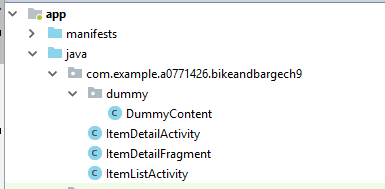 app
manifests
java
com.example.a0771426.bikeandbargech9
dummy
DummyContent
ItemDetailActivity
ItemDetailFragment
ItemListActivity